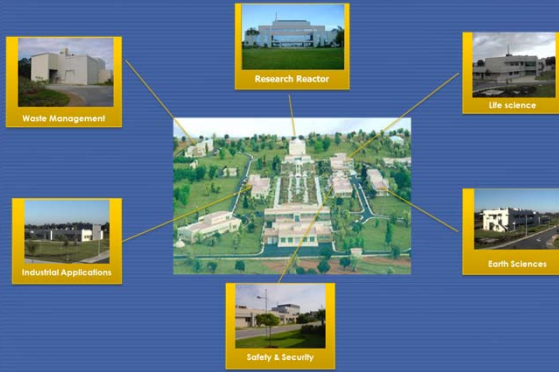 Research Reactor
Waste Management
Life science
Industrial Applications
Earth Sciences
Safety & Security